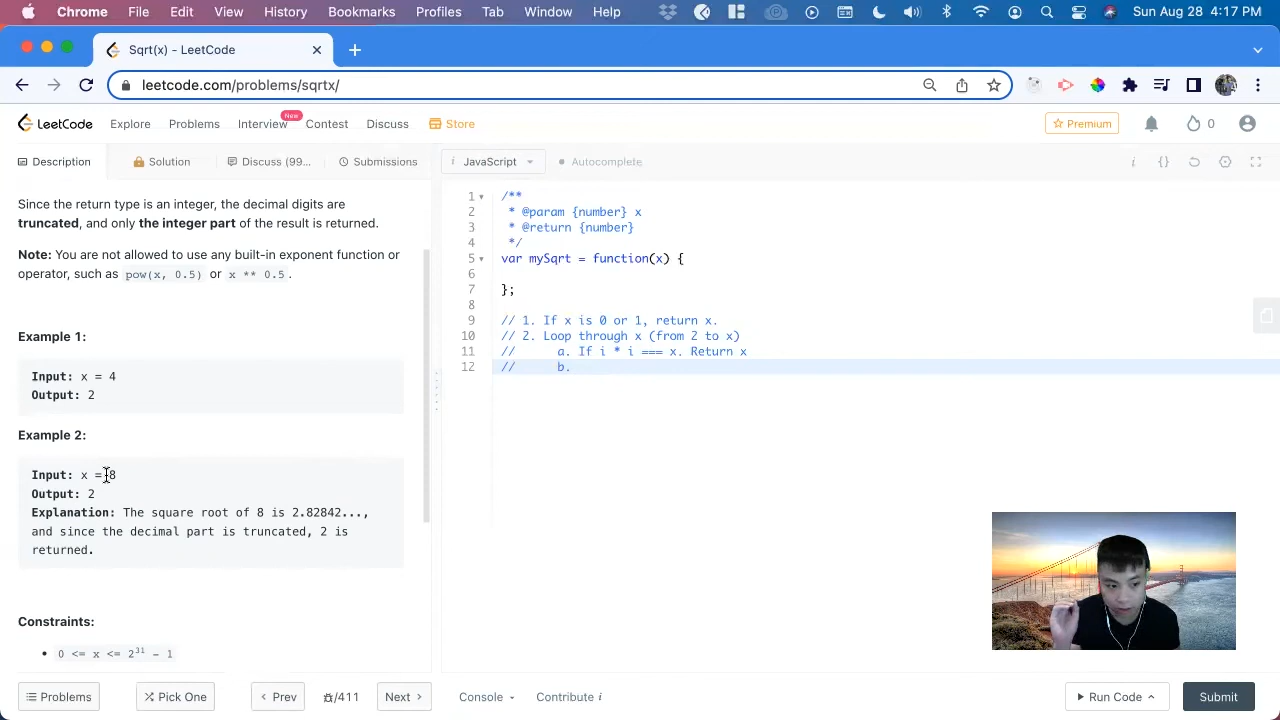 Chrome File Edit View History Bookmarks Profiles Tab Window Help Sun Aug 28 4:17 PM
Sqrt(x) - LeetCode
leetcode.com/problems/sqrtx/
LeetCode Explore Problems Interview New Contest Discuss Store Premium 0
Description Solution Discuss (99... Submissions
i JavaScript Autocomplete i {}
Since the return type is an integer, the decimal digits are
truncated, and only the integer part of the result is returned.
Note: You are not allowed to use any built-in exponent function or
operator, such as pow(x, 0.5) or x ** 0.5.
Example 1:
Input: x = 4
Output: 2
Example 2:
Input: x = 8
Output: 2
Explanation: The square root of 8 is 2.82842...,
and since the decimal part is truncated, 2 is
returned.
Constraints:
• 0 <= x <= 2³¹ - 1
1 /**
2 * @param {number} x
3 * @return {number}
4 */
5 var mySqrt = function(x) {
6
7 };
8
9 // 1. If x is 0 or 1, return x.
10 // 2. Loop through x (from 2 to x)
11 // a. If i * i === x. Return x
12 // b.
Problems Pick One < Prev /411 Next > Console Contribute i Run Code Submit